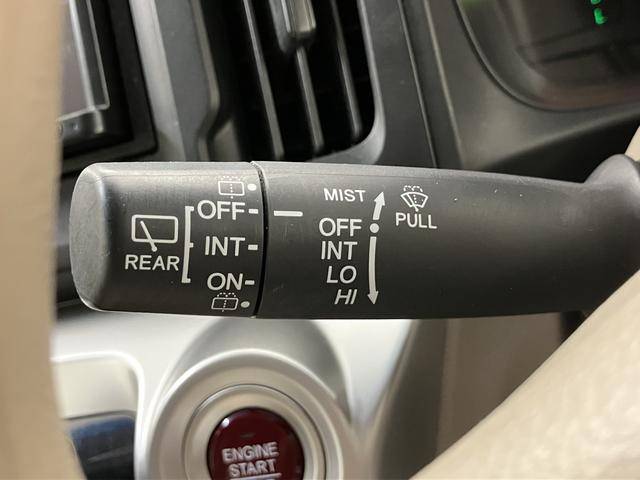 REAR
OFF
INT
ON
MIST
OFF
INT
LO
HI
PULL
ENGINE
START